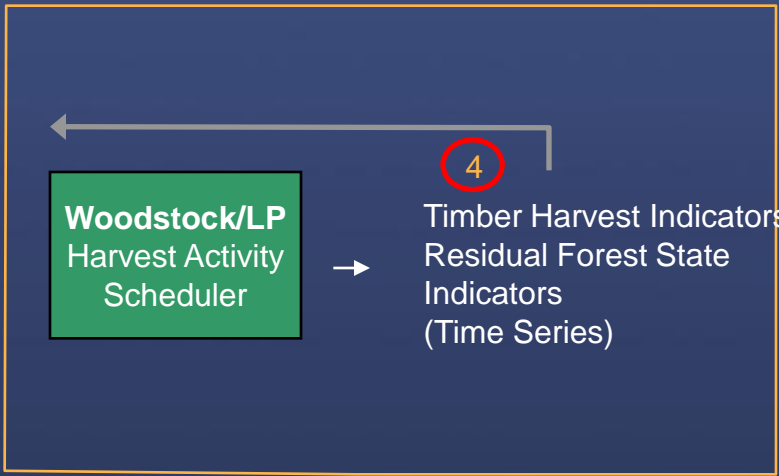 4
Woodstock/LP
Harvest Activity
Scheduler
Timber Harvest Indicators
Residual Forest State
Indicators
(Time Series)